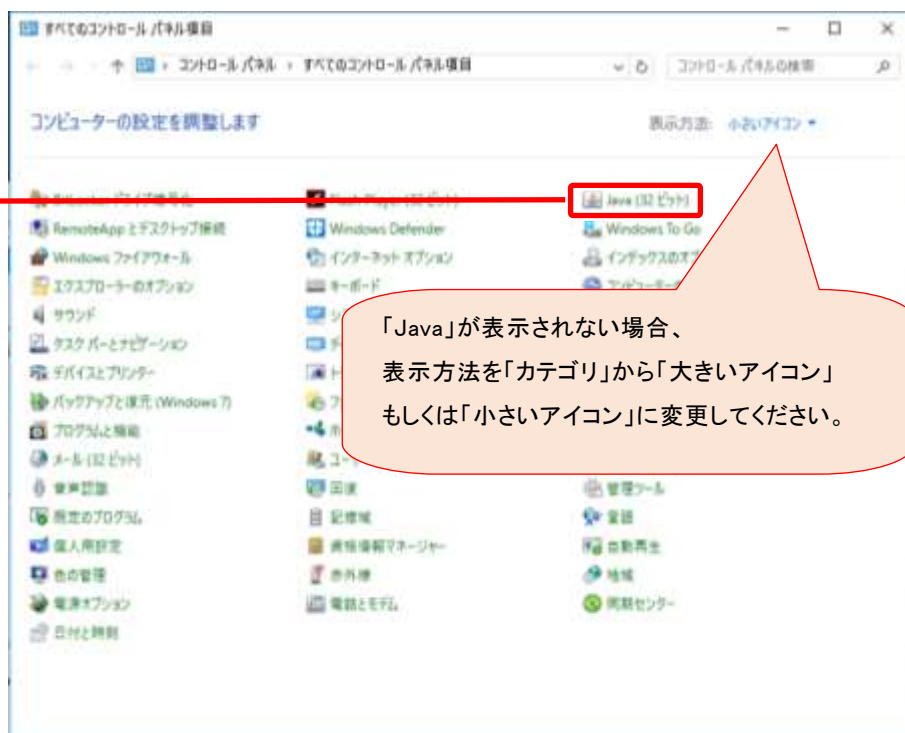 すべてのコントロール パネル項目
コントロール パネル › すべてのコントロール パネル項目
コントロール パネルの検索
コンピューターの設定を調整します
表示方法: 小さいアイコン
Java (32 ビット)
RemoteApp とデスクトップ接続
Windows Defender
Windows To Go
Windows ファイアウォール
インターネット オプション
インデックスのオプ
エクスプローラーのオプション
キーボード
サウンド
タスク バーとナビゲーション
デバイスとプリンター
バックアップと復元 (Windows 7)
プログラムと機能
メール (32 ビット)
「Java」が表示されない場合、
表示方法を「カテゴリ」から「大きいアイコン」
もしくは「小さいアイコン」に変更してください。
管理ツール
音声認識
回復
既定のプログラム
記憶域
言語
個人用設定
資格情報マネージャー
自動再生
色の管理
赤外線
地域
電源オプション
電話とモデム
同期センター
日付と時刻